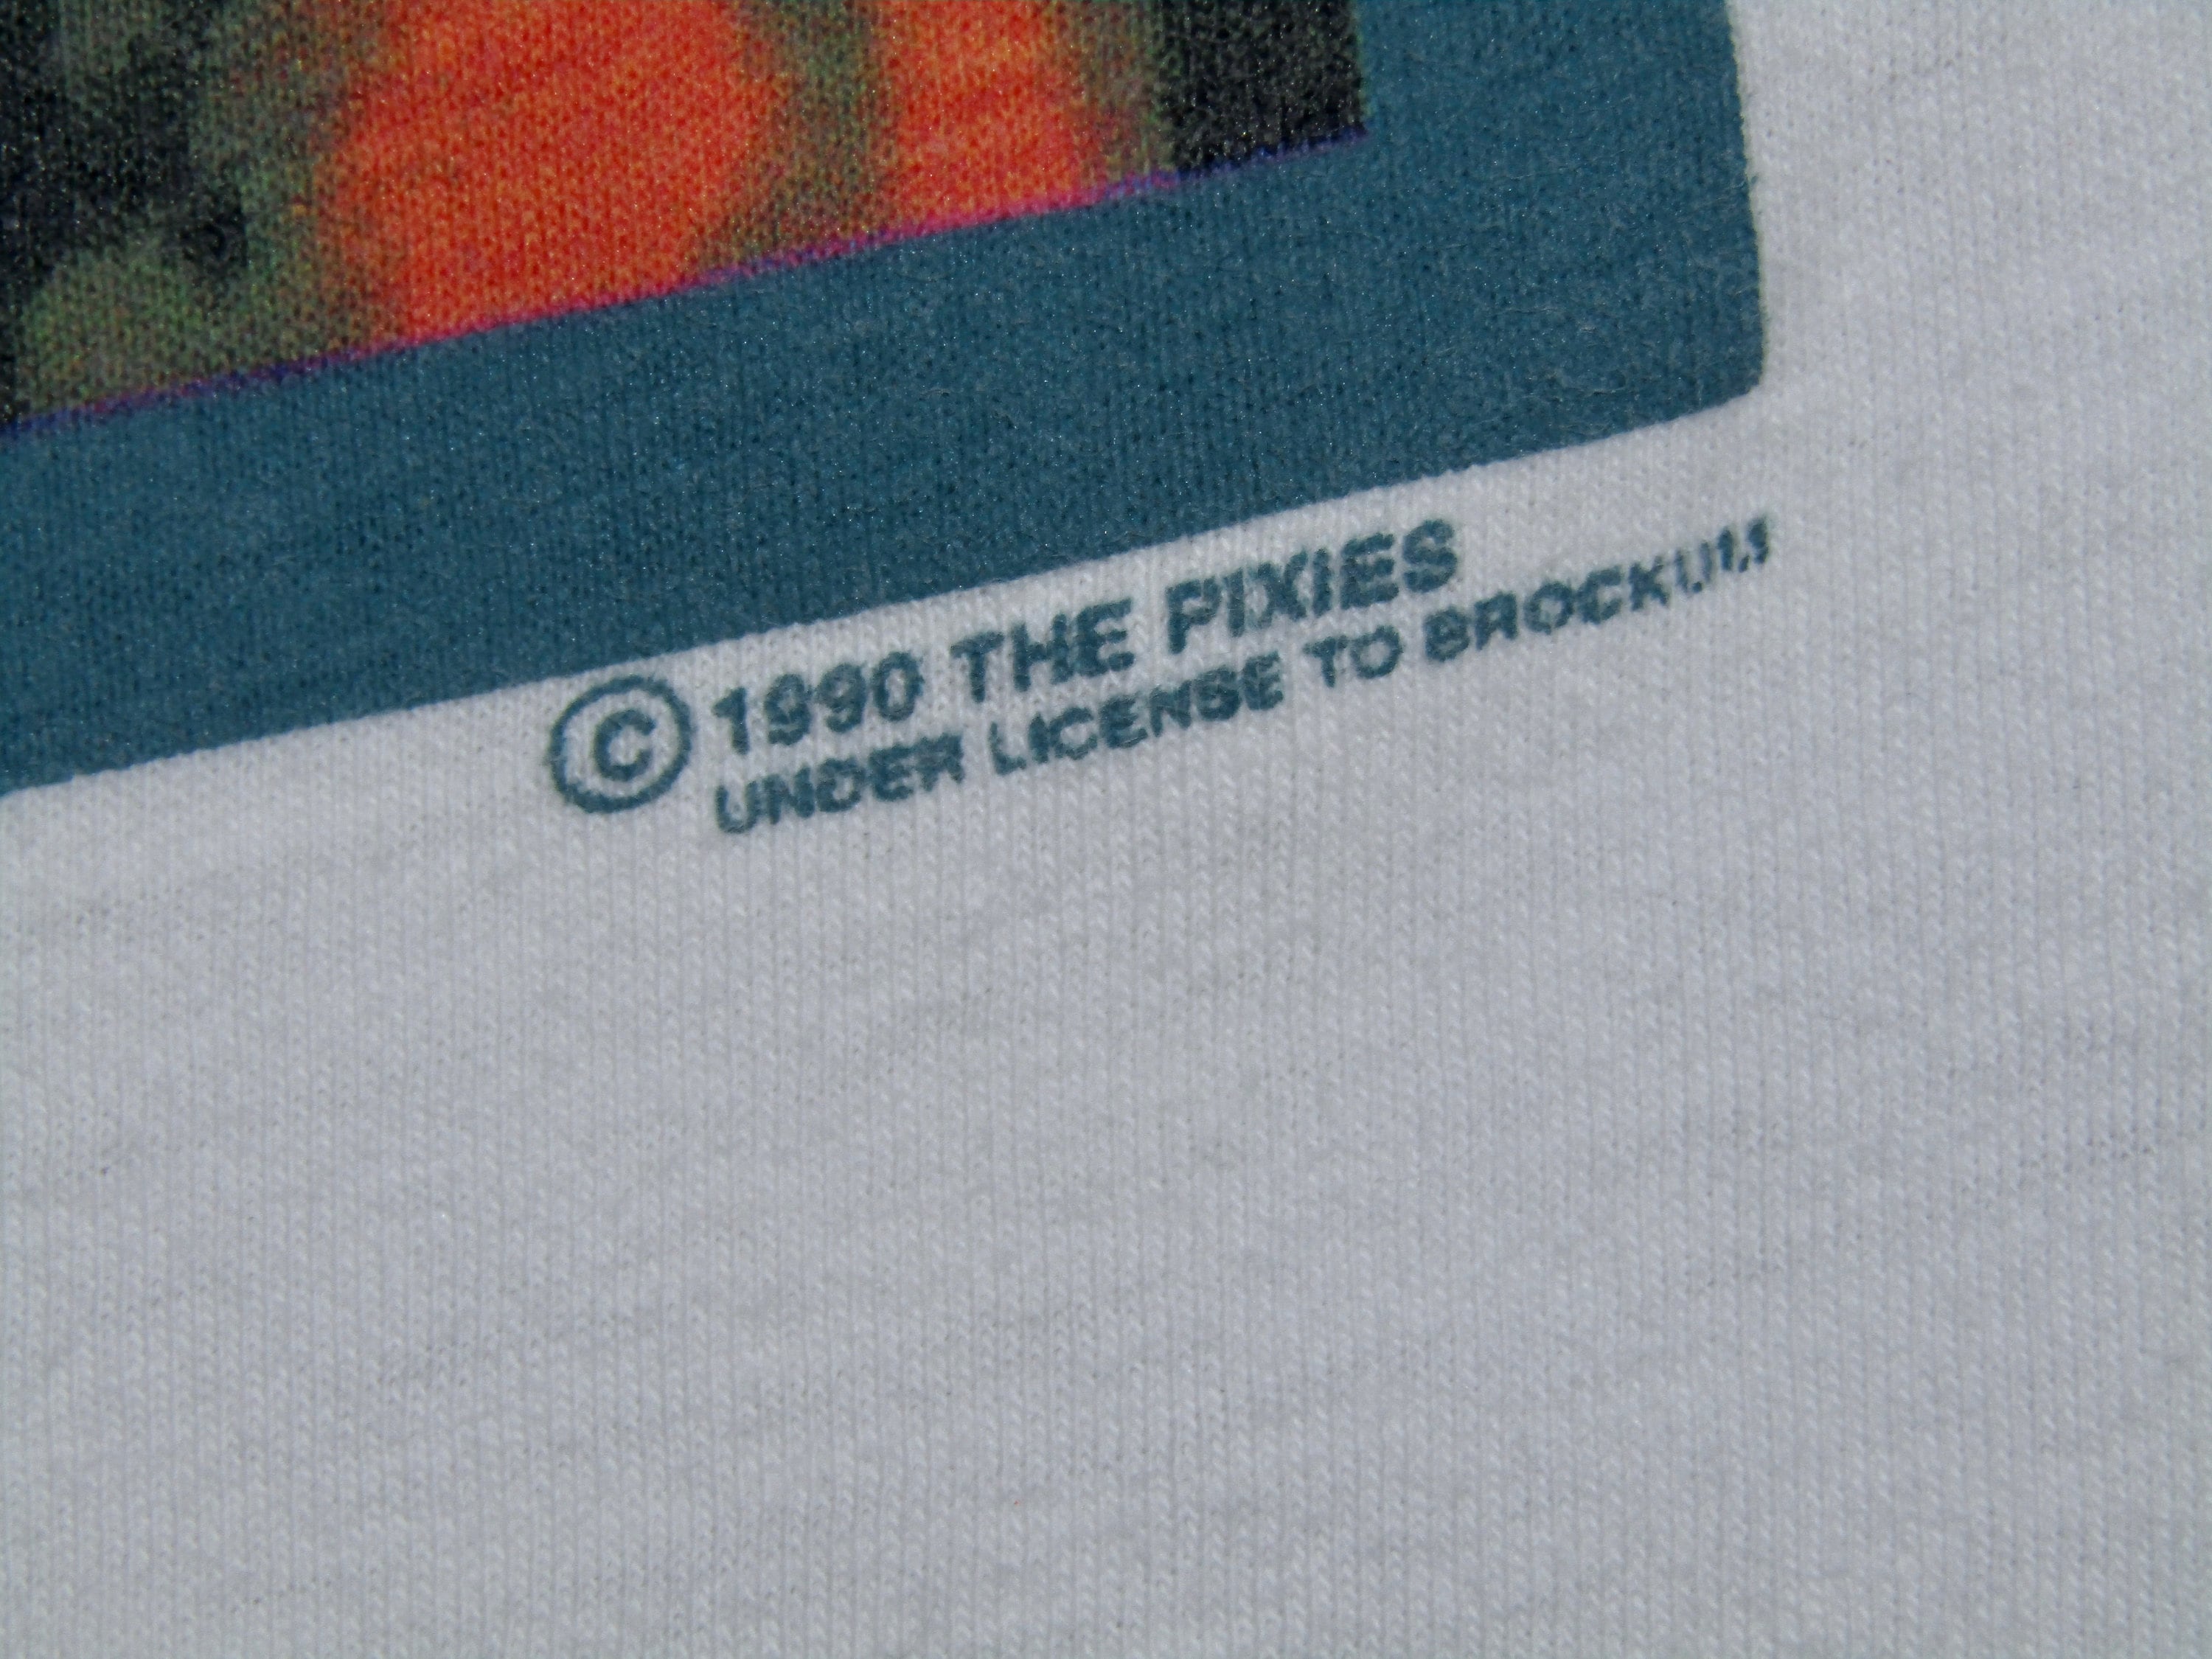 © 1990 THE PIXIES
UNDER LICENSE TO BROCKUM